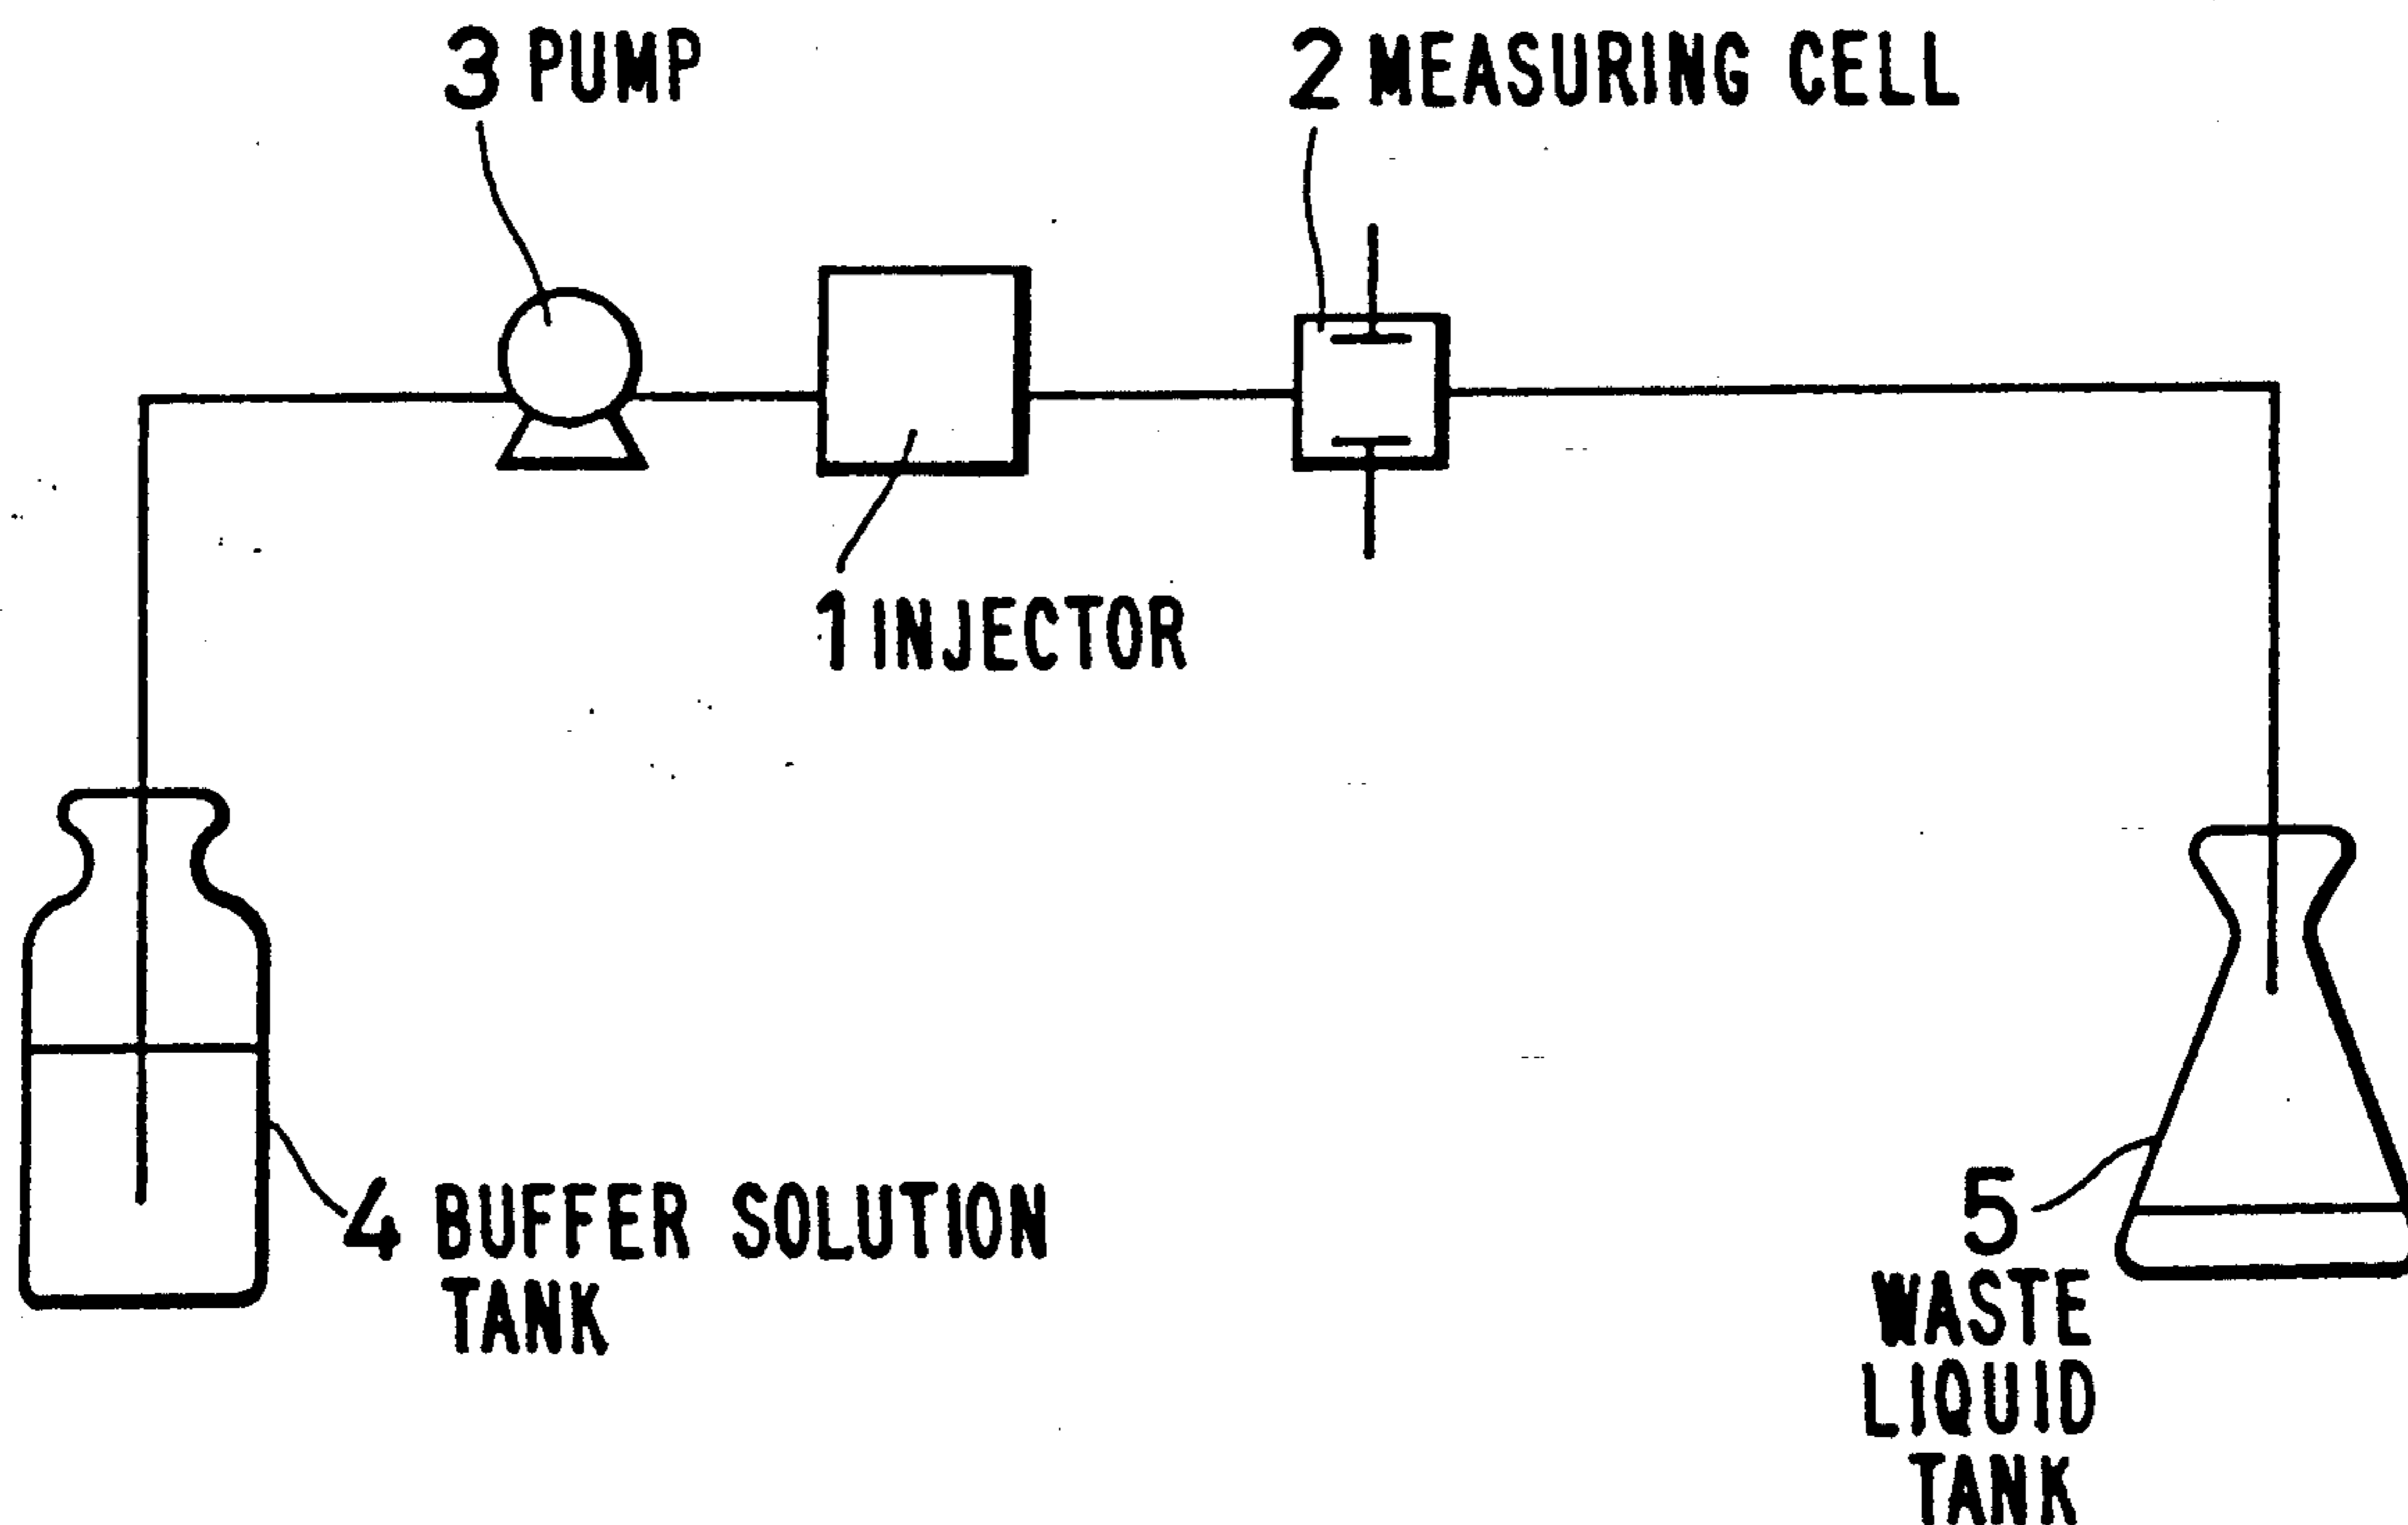 3 PUMP
2 MEASURING CELL
1 INJECTOR
4 BUFFER SOLUTION
TANK
5
WASTE
LIQUID
TANK